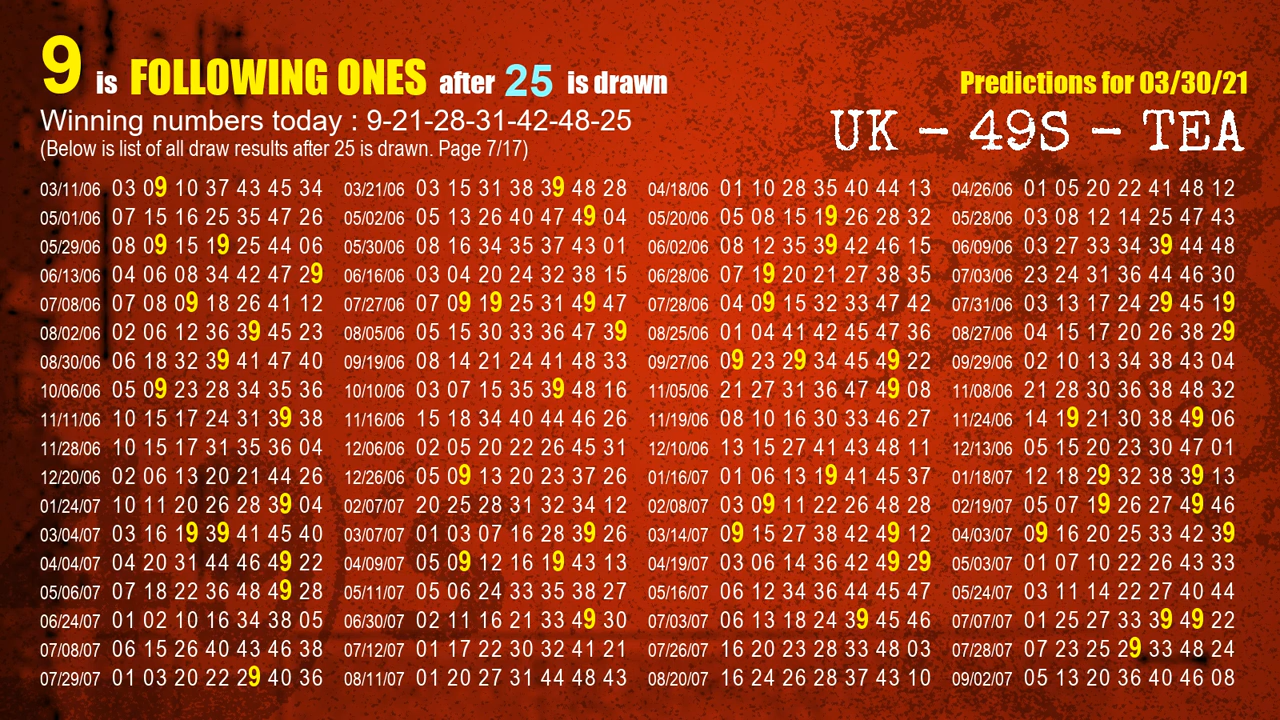 9 is FOLLOWING ONES after 25 is drawn
Predictions for 03/30/21
Winning numbers today : 9-21-28-31-42-48-25
UK - 49S - TEA
(Below is list of all draw results after 25 is drawn. Page 7/17)
03/11/06 03 09 10 37 43 45 34 03/21/06 03 15 31 38 39 48 28 04/18/06 01 10 28 35 40 44 13 04/26/06 01 05 20 22 41 48 12
05/01/06 07 15 16 25 35 47 26 05/02/06 05 13 26 40 47 49 04 05/20/06 05 08 15 19 26 28 32 05/28/06 03 08 12 14 25 47 43
05/29/06 08 09 15 19 25 44 06 05/30/06 08 16 34 35 37 43 01 06/02/06 08 12 35 39 42 46 15 06/09/06 03 27 33 34 39 44 48
06/13/06 04 06 08 34 42 47 29 06/16/06 03 04 20 24 32 38 15 06/28/06 07 19 20 21 27 38 35 07/03/06 23 24 31 36 44 46 30
07/08/06 07 08 09 18 26 41 12 07/27/06 07 09 19 25 31 49 47 07/28/06 04 09 15 32 33 47 42 07/31/06 03 13 17 24 29 45 19
08/02/06 02 06 12 36 39 45 23 08/05/06 05 15 30 33 36 47 39 08/25/06 01 04 41 42 45 47 36 08/27/06 04 15 17 20 26 38 29
08/30/06 06 18 32 39 41 47 40 09/19/06 08 14 21 24 41 48 33 09/27/06 09 23 29 34 45 49 22 09/29/06 02 10 13 34 38 43 04
10/06/06 05 09 23 28 34 35 36 10/10/06 03 07 15 35 39 48 16 11/05/06 21 27 31 36 47 49 08 11/08/06 21 28 30 36 38 48 32
11/11/06 10 15 17 24 31 39 38 11/16/06 15 18 34 40 44 46 26 11/19/06 08 10 16 30 33 46 27 11/24/06 14 19 21 30 38 49 06
11/28/06 10 15 17 31 35 36 04 12/06/06 02 05 20 22 26 45 31 12/10/06 13 15 27 41 43 48 11 12/13/06 05 15 20 23 30 47 01
12/20/06 02 06 13 20 21 44 26 12/26/06 05 09 13 20 23 37 26 01/16/07 01 06 13 19 41 45 37 01/18/07 12 18 29 32 38 39 13
01/24/07 10 11 20 26 28 39 04 02/07/07 20 25 28 31 32 34 12 02/08/07 03 09 11 22 26 48 28 02/19/07 05 07 19 26 27 49 46
03/04/07 03 16 19 39 41 45 40 03/07/07 01 03 07 16 28 39 26 03/14/07 09 15 27 38 42 49 12 04/03/07 09 16 20 25 33 42 39
04/04/07 04 20 31 44 46 49 22 04/09/07 05 09 12 16 19 43 13 04/19/07 03 06 14 36 42 49 29 05/03/07 01 07 10 22 26 43 33
05/06/07 07 18 22 36 48 49 28 05/11/07 05 06 24 33 35 38 27 05/16/07 06 12 34 36 44 45 47 05/24/07 03 11 14 22 27 40 44
06/24/07 01 02 10 16 34 38 05 06/30/07 02 11 16 21 33 49 30 07/03/07 06 13 18 24 39 45 46 07/07/07 01 25 27 33 39 49 22
07/08/07 06 15 26 40 43 46 38 07/12/07 01 17 22 30 32 41 21 07/26/07 16 20 23 28 33 48 03 07/28/07 07 23 25 29 33 48 24
07/29/07 01 03 20 22 29 40 36 08/11/07 01 20 27 31 44 48 43 08/20/07 16 24 26 28 37 43 10 09/02/07 05 13 20 36 40 46 08